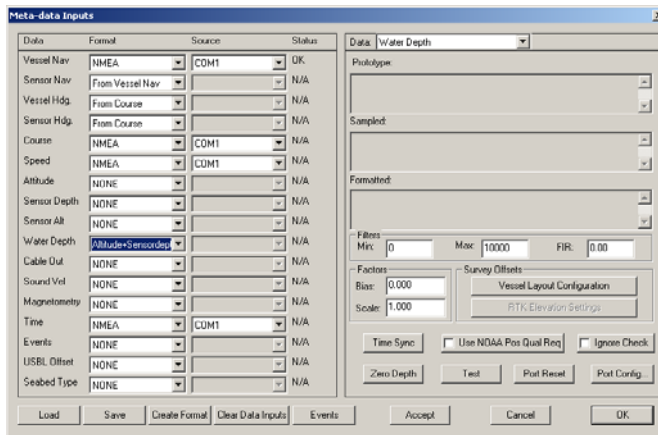 Meta-data Inputs
Data Format Source Status
Vessel Nav NMEA COM1 OK
Sensor Nav From Vessel Nav N/A
Vessel Hdg. From Course N/A
Sensor Hdg. From Course N/A
Course NMEA COM1 N/A
Speed NMEA COM1 N/A
Attitude NONE N/A
Sensor Depth NONE N/A
Sensor Alt NONE N/A
Water Depth Altitude+Sensordept N/A
Cable Out NONE N/A
Sound Vel NONE N/A
Magnetometry NONE N/A
Time NMEA COM1 N/A
Events NONE N/A
USBL Offset NONE N/A
Seabed Type NONE N/A
Data: Water Depth
Prototype:
Sampled:
Formatted:
Filters
Min: 0 Max: 10000 FIR: 0.00
Factors Survey Offsets
Bias: 0.000 Vessel Layout Configuration
Scale: 1.000 RTK Elevation Settings
Time Sync Use NOAA Pos Qual Req Ignore Check
Zero Depth Test Port Reset Port Config...
Load Save Create Format Clear Data Inputs Events Accept Cancel OK